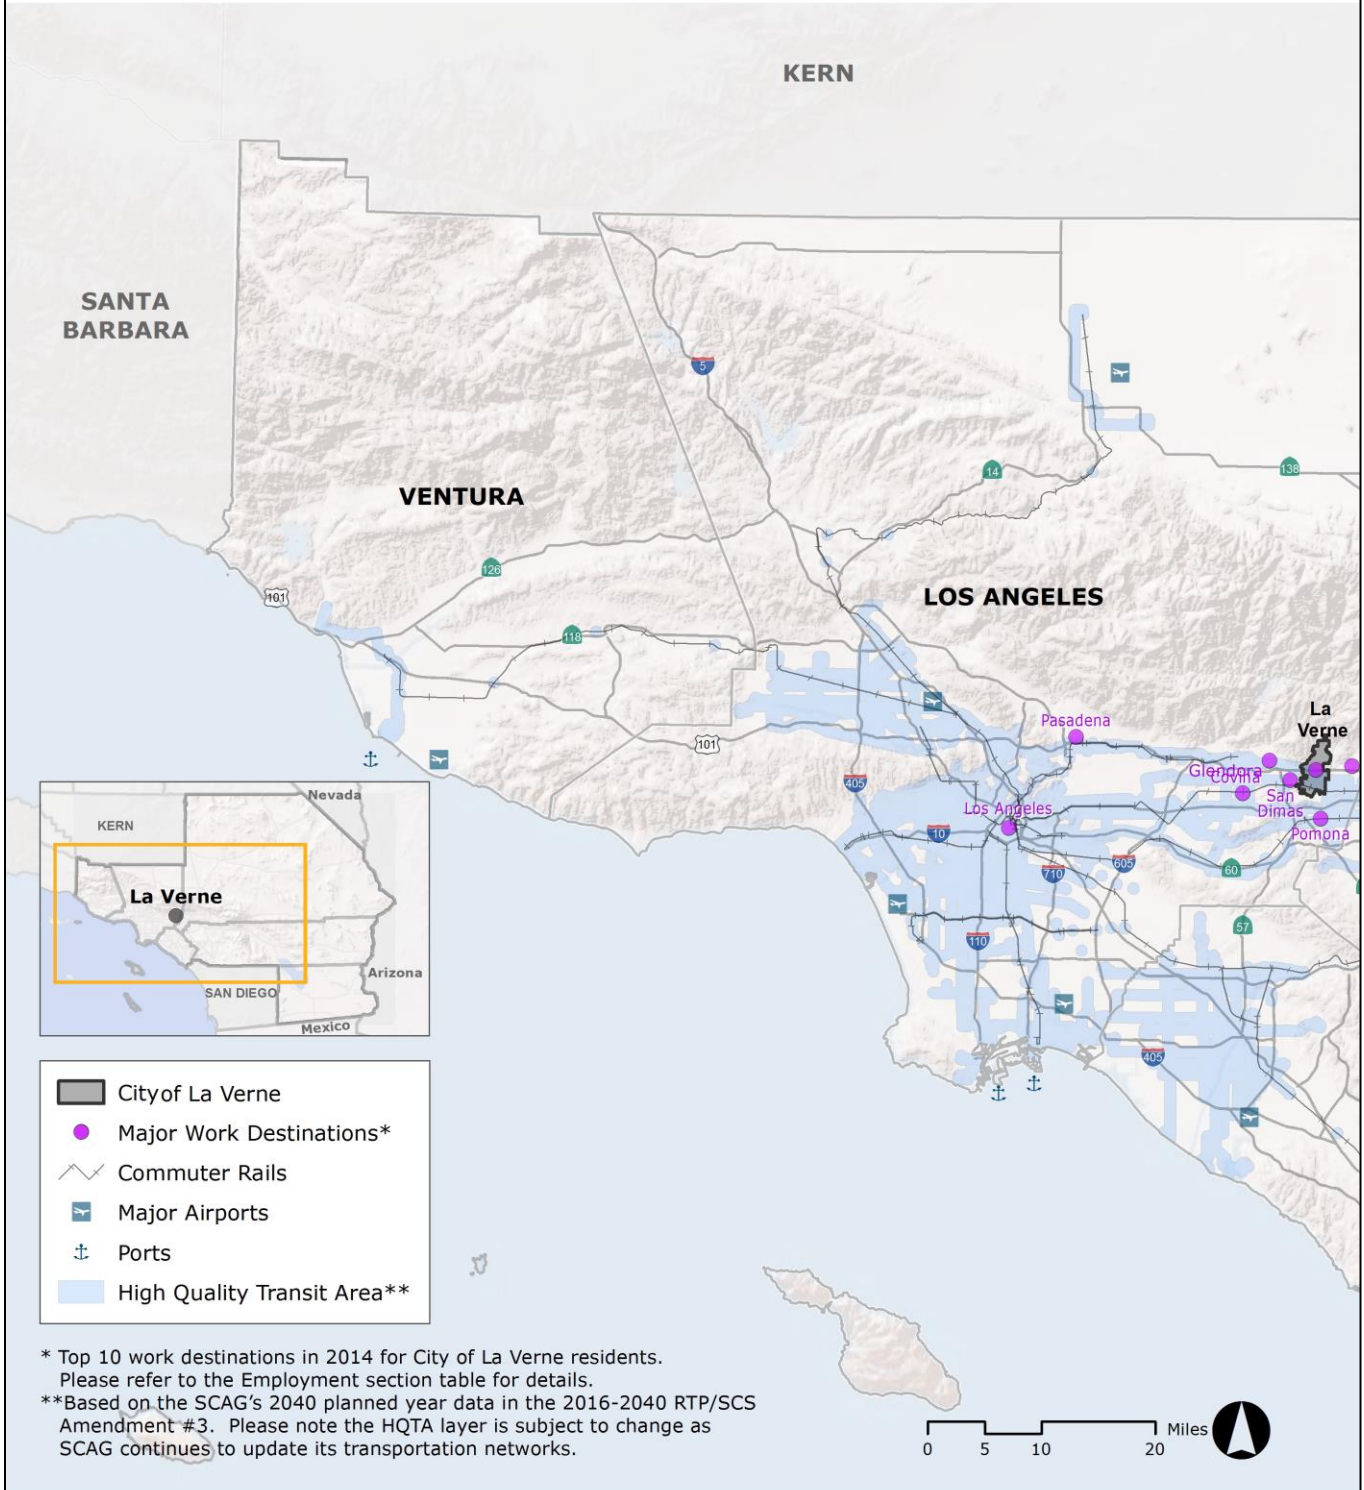 KERN
SANTA
BARBARA
5
14
138
VENTURA
126
LOS ANGELES
101
118
La
Verne
Pasadena
101
405
Glendora
Covina
San
Dimas
Los Angeles
Pomona
10
605
710
60
57
110
405
Nevada
KERN
La Verne
Arizona
SAN DIEGO
Mexico
City of La Verne
Major Work Destinations*
Commuter Rails
Major Airports
Ports
High Quality Transit Area**
* Top 10 work destinations in 2014 for City of La Verne residents.
Please refer to the Employment section table for details.
**Based on the SCAG's 2040 planned year data in the 2016-2040 RTP/SCS
Amendment #3. Please note the HQTA layer is subject to change as
SCAG continues to update its transportation networks.
Miles
0 5 10 20